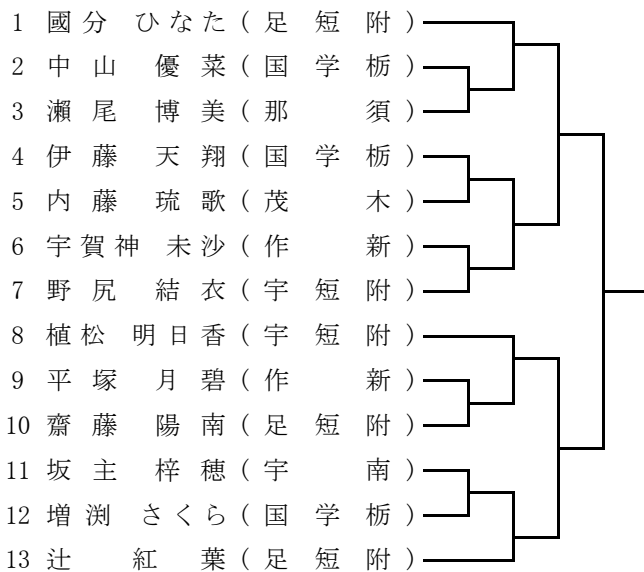 1 國分 ひなた(足短附)
2 中山 優菜(国学栃)
3 瀬尾 博美(那須)
4 伊藤 天翔(国学栃)
5 内藤 琉歌(茂木)
6 宇賀神 未沙(作新)
7 野尻 結衣(宇短附)
8 植松 明日香(宇短附)
9 平塚 月碧(作新)
10 齋藤 陽南(足短附)
11 坂主 梓穂(宇南)
12 増渕 さくら(国学栃)
13 辻 紅葉(足短附)